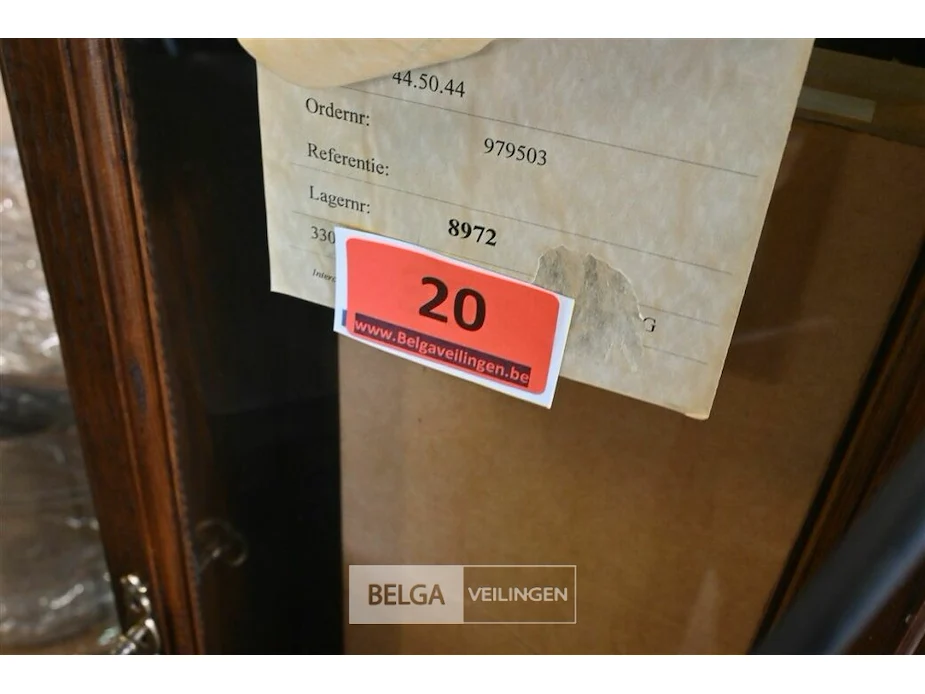 44.50.44
Ordernr:
979503
Referentie:
Lagernr:
8972
330
G
20
www.Belgaveilingen.be
BELGA VEILINGEN